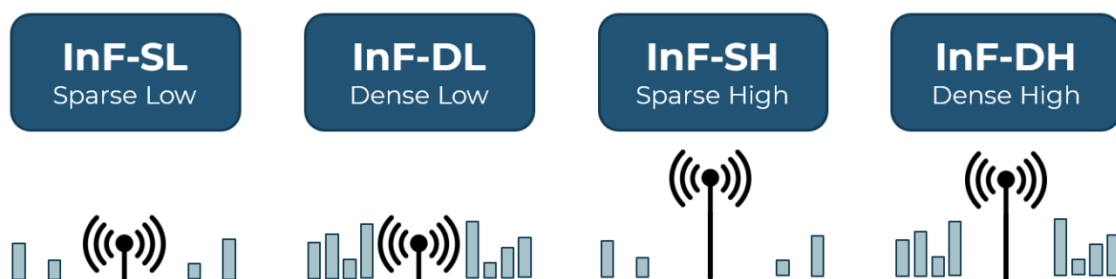 InF-SL
Sparse Low
InF-DL
Dense Low
InF-SH
Sparse High
InF-DH
Dense High